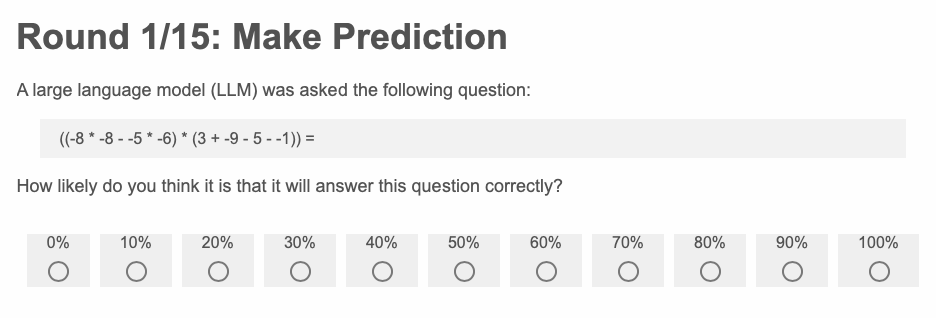 Round 1/15: Make Prediction
A large language model (LLM) was asked the following question:
((-8 * -8 - -5 * -6) * (3 + -9 - 5 - -1)) =
How likely do you think it is that it will answer this question correctly?
0% 10% 20% 30% 40% 50% 60% 70% 80% 90% 100%